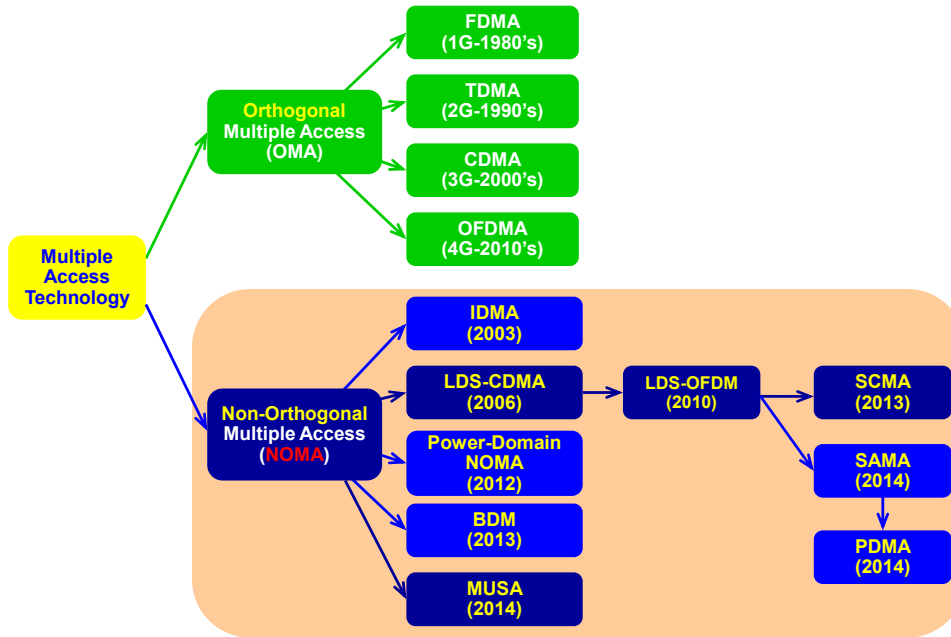 FDMA
(1G-1980’s)
TDMA
(2G-1990’s)
Orthogonal
Multiple Access
(OMA)
CDMA
(3G-2000’s)
OFDMA
(4G-2010’s)
Multiple
Access
Technology
IDMA
(2003)
LDS-CDMA
(2006)
LDS-OFDM
(2010)
SCMA
(2013)
Non-Orthogonal
Multiple Access
(NOMA)
Power-Domain
NOMA
(2012)
SAMA
(2014)
BDM
(2013)
PDMA
(2014)
MUSA
(2014)